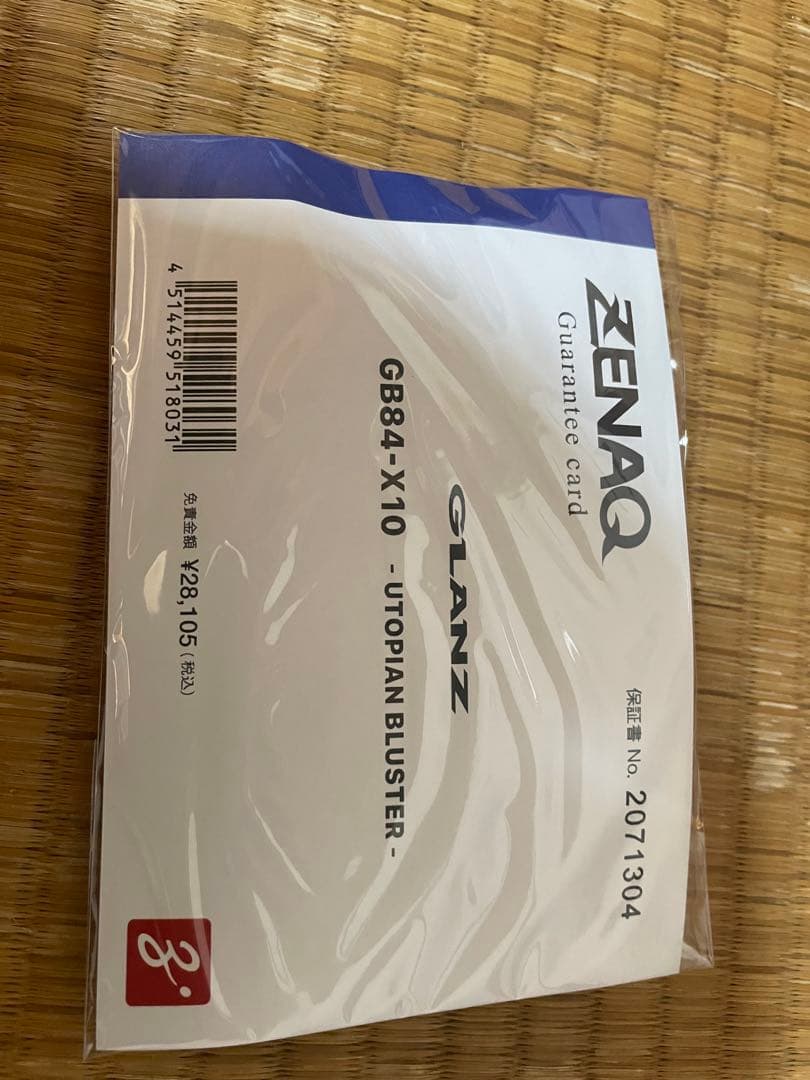 ZENAQ
Guarantee card
保証書 No. 2071304
GLANZ
GB84-X10 - UTOPIAN BLUSTER -
4 514459 518031
免責金額 ¥28,105(税込)